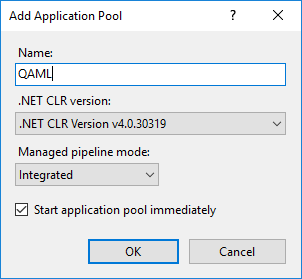 Add Application Pool
Name:
QAML
.NET CLR version:
.NET CLR Version v4.0.30319
Managed pipeline mode:
Integrated
Start application pool immediately
OK Cancel